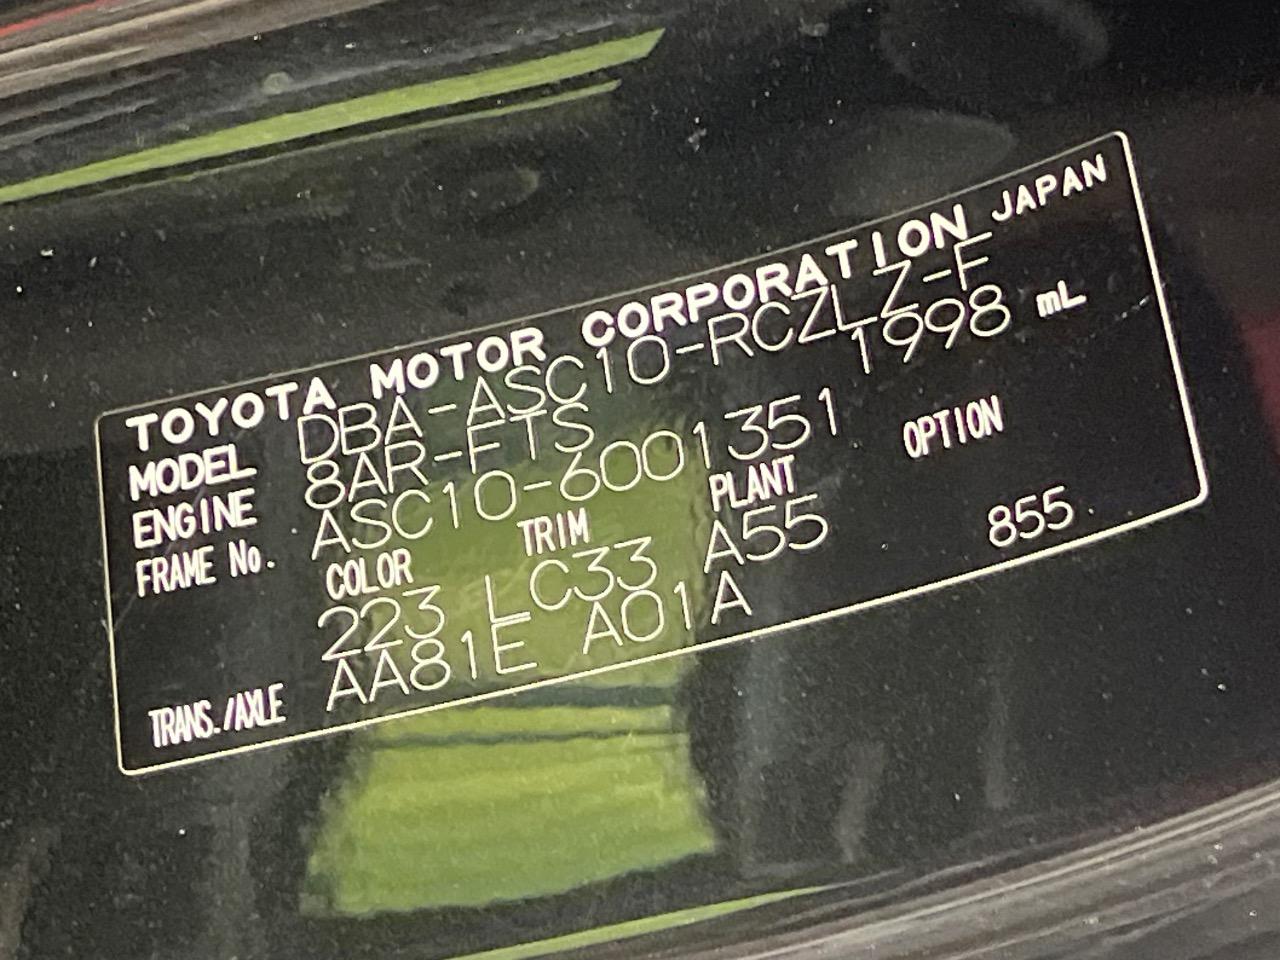 TOYOTA MOTOR CORPORATION JAPAN
MODEL DBA-ASC10-RCZLZ-F
ENGINE 8AR-FTS 1998 mL
FRAME No. ASC10-6001351
COLOR TRIM PLANT OPTION
223 LC33 A55 855
TRANS./AXLE AA81E A01A